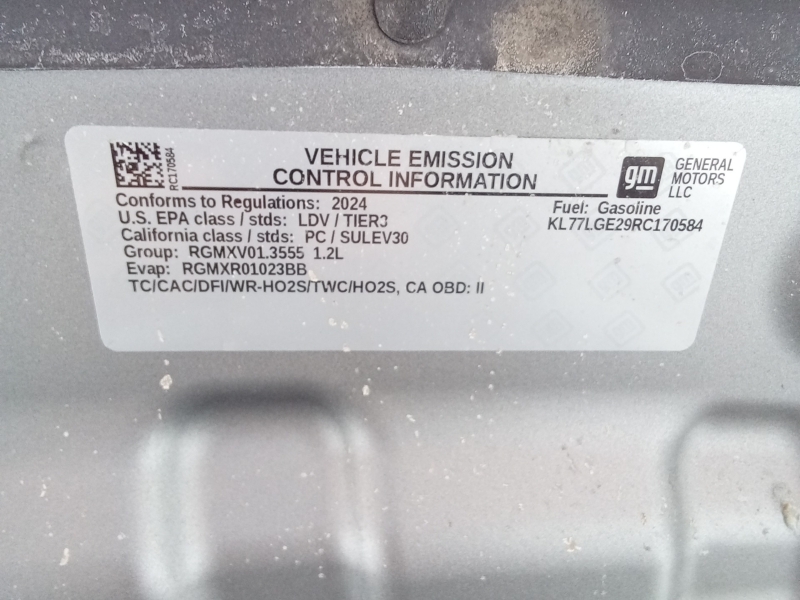 RC170584
VEHICLE EMISSION
CONTROL INFORMATION
gm
GENERAL
MOTORS
LLC
Conforms to Regulations: 2024
Fuel: Gasoline
U.S. EPA class / stds: LDV / TIER3
KL77LGE29RC170584
California class / stds: PC / SULEV30
Group: RGMXV01.3555 1.2L
Evap: RGMXR01023BB
TC/CAC/DFI/WR-HO2S/TWC/HO2S, CA OBD: II